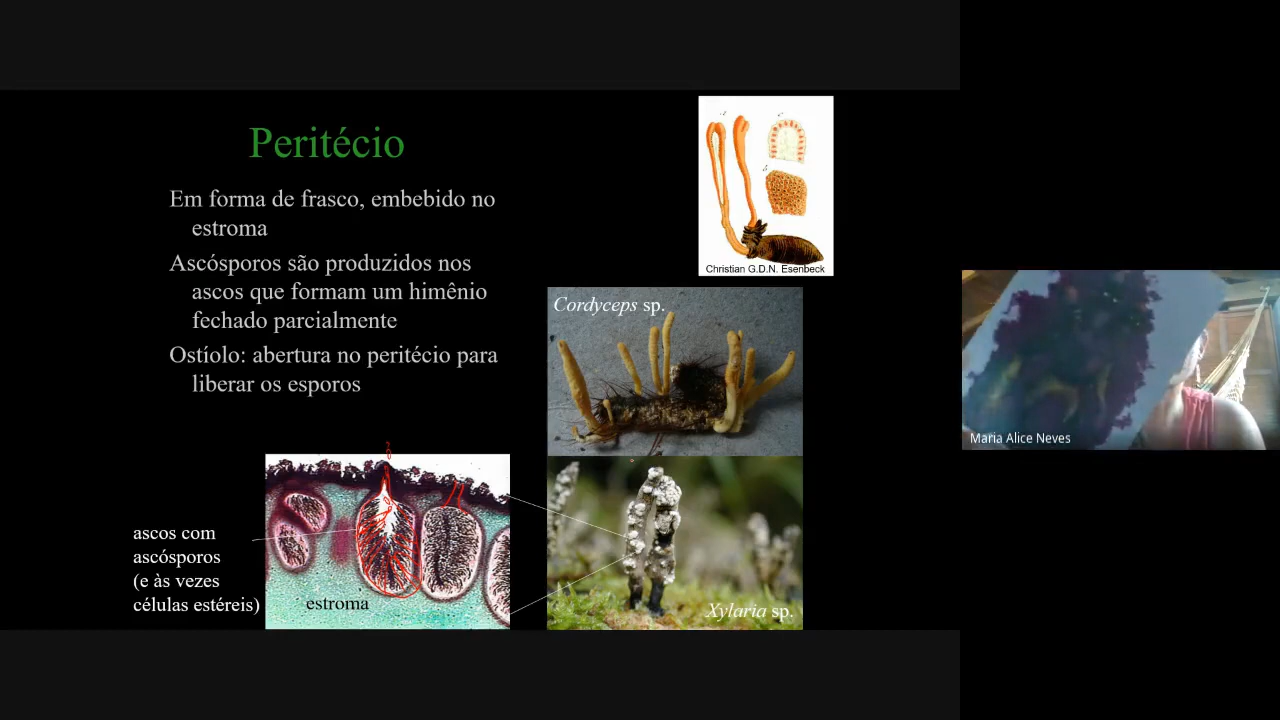 Peritécio
Em forma de frasco, embebido no
estroma
Ascósporos são produzidos nos
ascos que formam um himênio
fechado parcialmente
Ostíolo: abertura no peritécio para
liberar os esporos
Christian G.D.N. Esenbeck
Cordyceps sp.
ascos com
ascósporos
(e às vezes
células estéreis)
estroma
Xylaria sp.
Maria Alice Neves